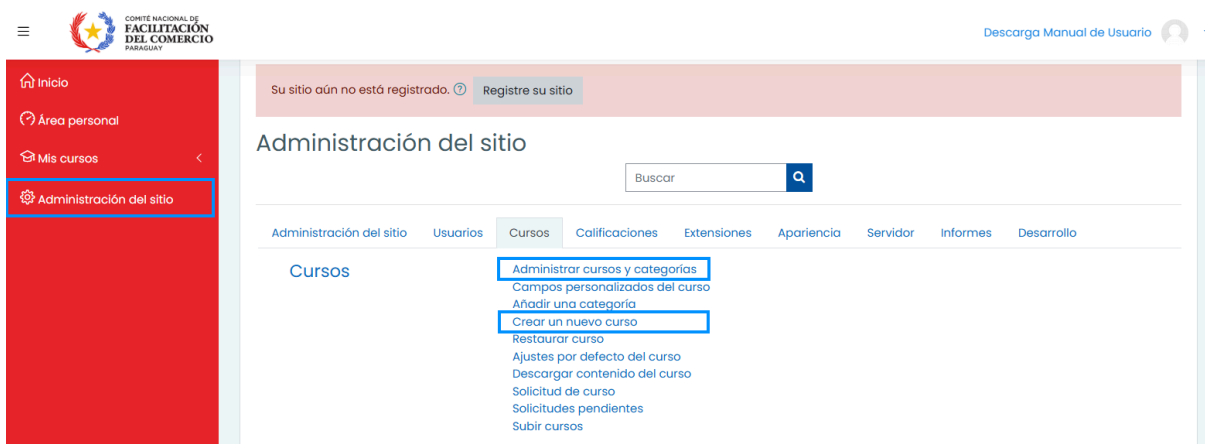 COMITÉ NACIONAL DE
FACILITACIÓN
DEL COMERCIO
PARAGUAY
Descarga Manual de Usuario
Inicio
Área personal
Mis cursos
Administración del sitio
Su sitio aún no está registrado.
Registre su sitio
Administración del sitio
Buscar
Administración del sitio Usuarios Cursos Calificaciones Extensiones Apariencia Servidor Informes Desarrollo
Cursos
Administrar cursos y categorías
Campos personalizados del curso
Añadir una categoría
Crear un nuevo curso
Restaurar curso
Ajustes por defecto del curso
Descargar contenido del curso
Solicitud de curso
Solicitudes pendientes
Subir cursos